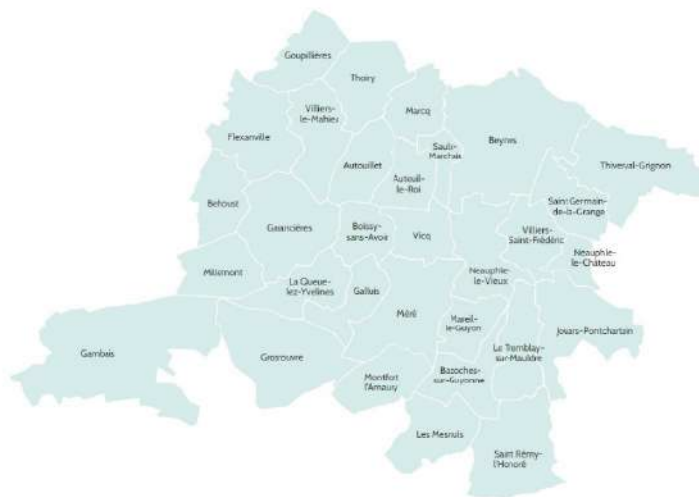 Goupillières
Thoiry
Villiers-
le-Mahieu
Marcq
Flexanville
Beynes
Saulx-
Marchais
Autouillet
Thiverval-Grignon
Auteuil-
le-Roi
Behoust
Saint Germain-
de-la-Grange
Garancières
Boissy-
sans-Avoir
Vicq
Villiers-
Saint-Frédéric
Neauphle-
le-Château
Millemont
La Queue-
lez-Yvelines
Galluis
Neauphle-
le-Vieux
Méré
Mareil-
le-Guyon
Jouars-Pontchartain
Gambais
Grosrouvre
Le Tremblay-
sur-Mauldre
Montfort
l'Amaury
Bazoches-
sur-Guyonne
Les Mesnuls
Saint Rémy-
l'Honoré